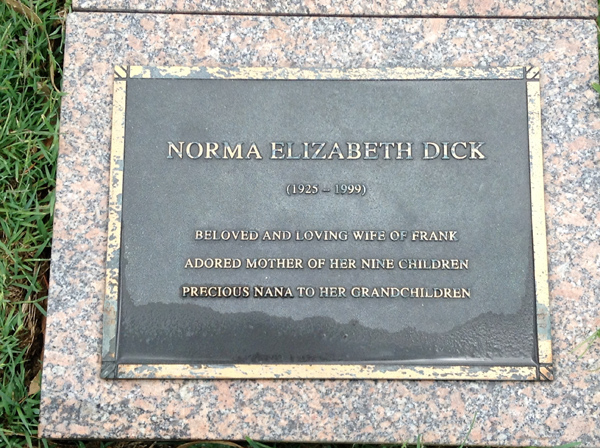 NORMA ELIZABETH DICK
(1925 – 1999)
BELOVED AND LOVING WIFE OF FRANK
ADORED MOTHER OF HER NINE CHILDREN
PRECIOUS NANA TO HER GRANDCHILDREN